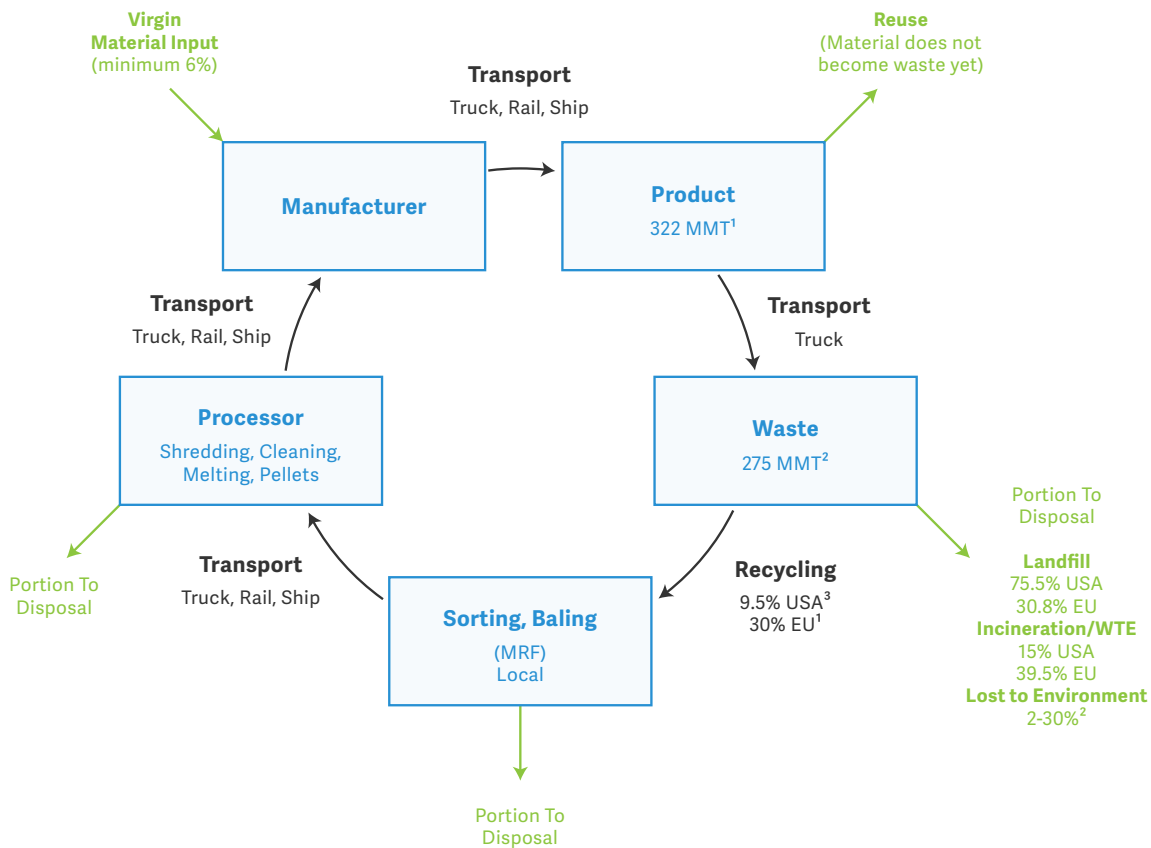 Virgin
Material Input
(minimum 6%)
Reuse
(Material does not
become waste yet)
Transport
Truck, Rail, Ship
Manufacturer
Product
322 MMT¹
Transport
Truck, Rail, Ship
Transport
Truck
Processor
Shredding, Cleaning,
Melting, Pellets
Waste
275 MMT²
Portion To
Disposal
Landfill
75.5% USA
30.8% EU
Incineration/WTE
15% USA
39.5% EU
Lost to Environment
2-30%²
Recycling
9.5% USA³
30% EU¹
Transport
Truck, Rail, Ship
Portion To
Disposal
Sorting, Baling
(MRF)
Local
Portion To
Disposal